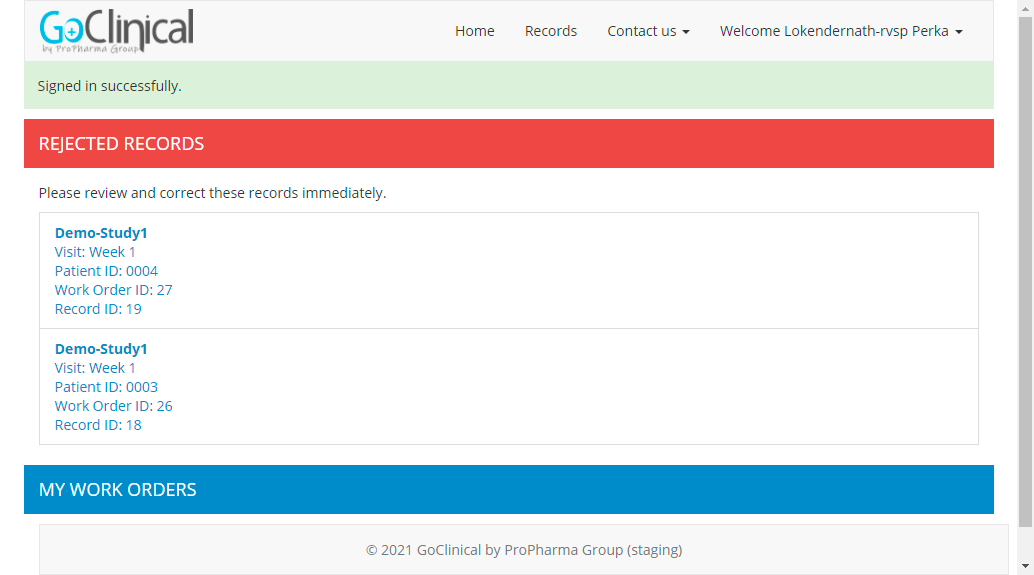 GoClinical
by ProPharma Group
Home Records Contact us Welcome Lokendernath-rvsp Perka
Signed in successfully.
REJECTED RECORDS
Please review and correct these records immediately.
Demo-Study1
Visit: Week 1
Patient ID: 0004
Work Order ID: 27
Record ID: 19
Demo-Study1
Visit: Week 1
Patient ID: 0003
Work Order ID: 26
Record ID: 18
MY WORK ORDERS
© 2021 GoClinical by ProPharma Group (staging)